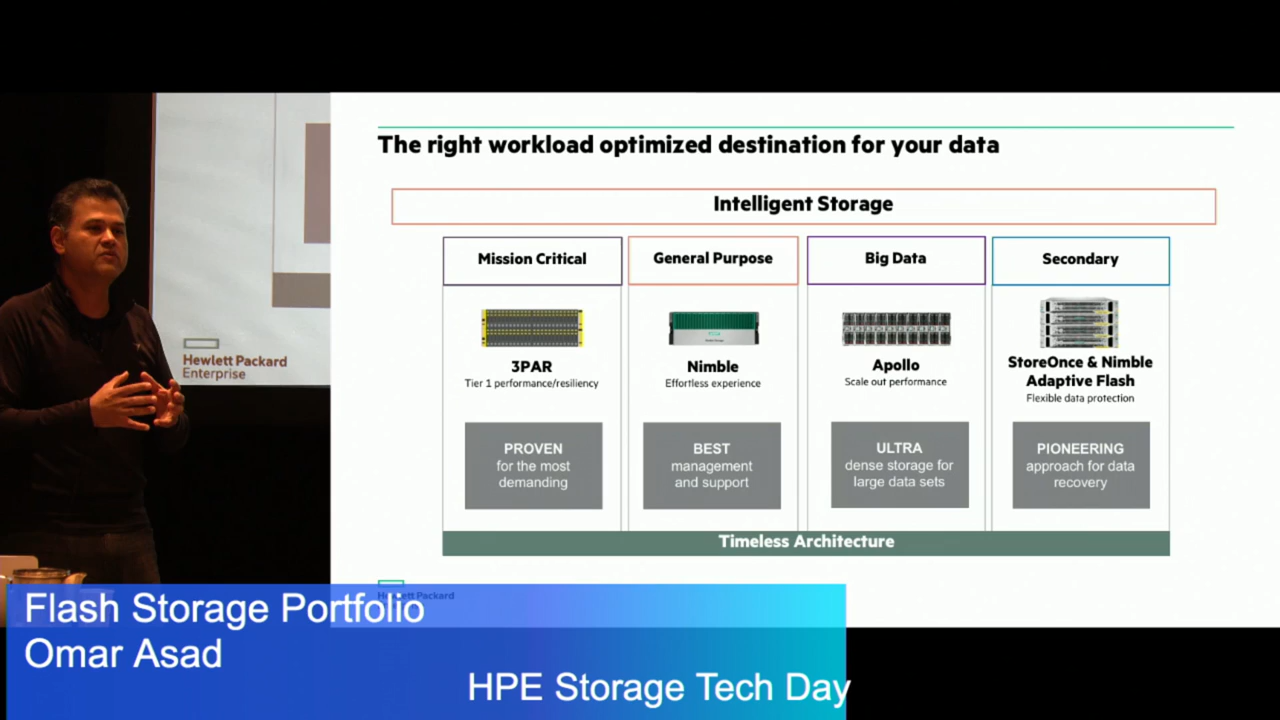 The right workload optimized destination for your data
Intelligent Storage
Mission Critical
General Purpose
Big Data
Secondary
3PAR
Tier 1 performance/resiliency
Nimble
Effortless experience
Apollo
Scale out performance
StoreOnce & Nimble
Adaptive Flash
Flexible data protection
PROVEN
for the most
demanding
BEST
management
and support
ULTRA
dense storage for
large data sets
PIONEERING
approach for data
recovery
Timeless Architecture
Hewlett Packard
Enterprise
Hewlett Packard
Flash Storage Portfolio
Omar Asad
HPE Storage Tech Day